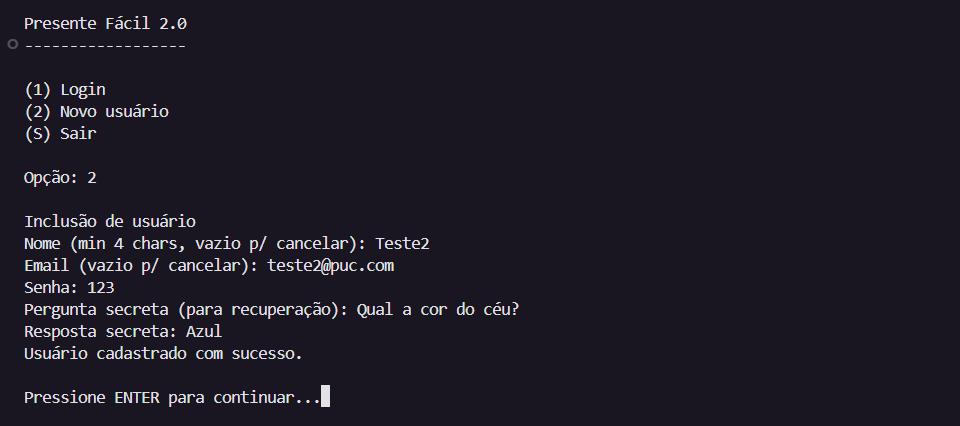 Presente Fácil 2.0
------------------
(1) Login
(2) Novo usuário
(S) Sair
Opção: 2
Inclusão de usuário
Nome (min 4 chars, vazio p/ cancelar): Teste2
Email (vazio p/ cancelar): teste2@puc.com
Senha: 123
Pergunta secreta (para recuperação): Qual a cor do céu?
Resposta secreta: Azul
Usuário cadastrado com sucesso.
Pressione ENTER para continuar...